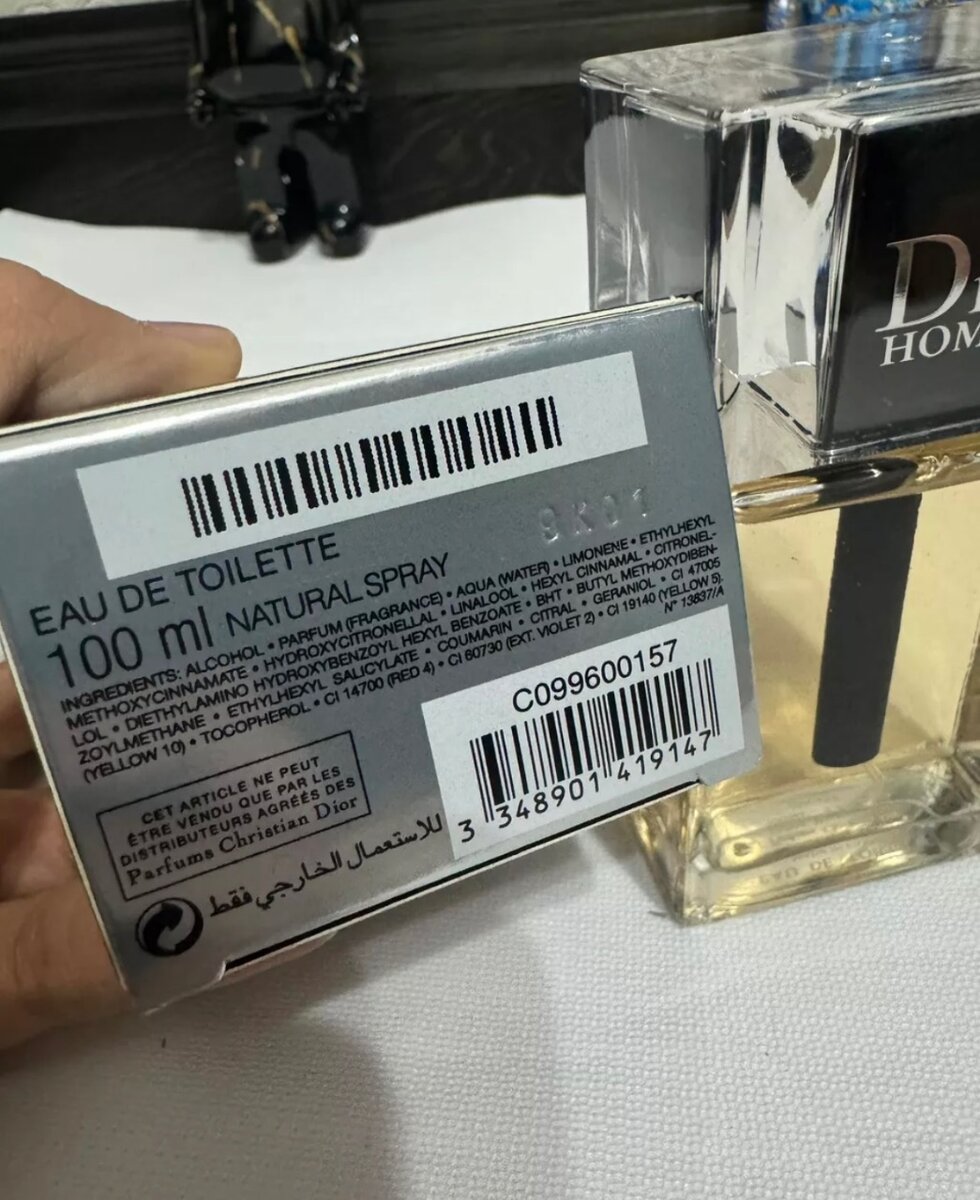 Di
HOM
9K01
EAU DE TOILETTE
100 ml NATURAL SPRAY
INGREDIENTS: ALCOHOL • PARFUM (FRAGRANCE) • AQUA (WATER) • LIMONENE • ETHYLHEXYL
METHOXYCINNAMATE • HYDROXYCITRONELLAL • LINALOOL • HEXYL CINNAMAL • CITRONEL-
LOL • DIETHYLAMINO HYDROXYBENZOYL HEXYL BENZOATE • BHT • BUTYL METHOXYDIBEN-
ZOYLMETHANE • ETHYLHEXYL SALICYLATE • COUMARIN • CITRAL • GERANIOL • CI 47005
(YELLOW 10) • TOCOPHEROL • CI 14700 (RED 4) • CI 60730 (EXT. VIOLET 2) • CI 19140 (YELLOW 5).
N° 13837/A
C099600157
3 348901 419147
CET ARTICLE NE PEUT
ÊTRE VENDU QUE PAR LES
DISTRIBUTEURS AGRÉÉS DES
Parfums Christian Dior
للاستعمال الخارجي فقط